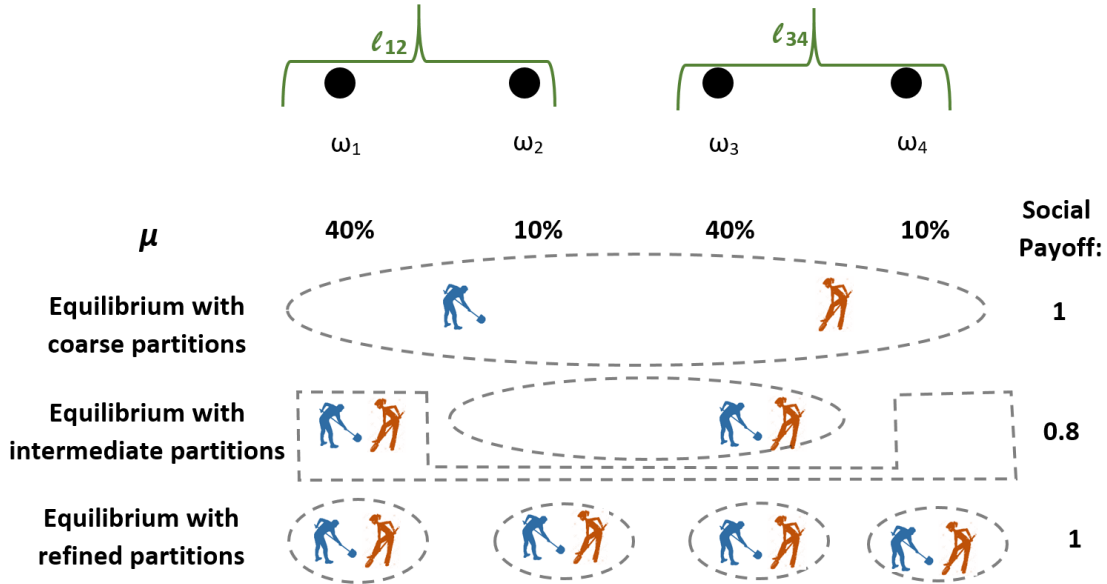 ℓ12 ℓ34
ω1 ω2 ω3 ω4
Social
Payoff:
μ 40% 10% 40% 10%
Equilibrium with
coarse partitions
1
Equilibrium with
intermediate partitions
0.8
Equilibrium with
refined partitions
1